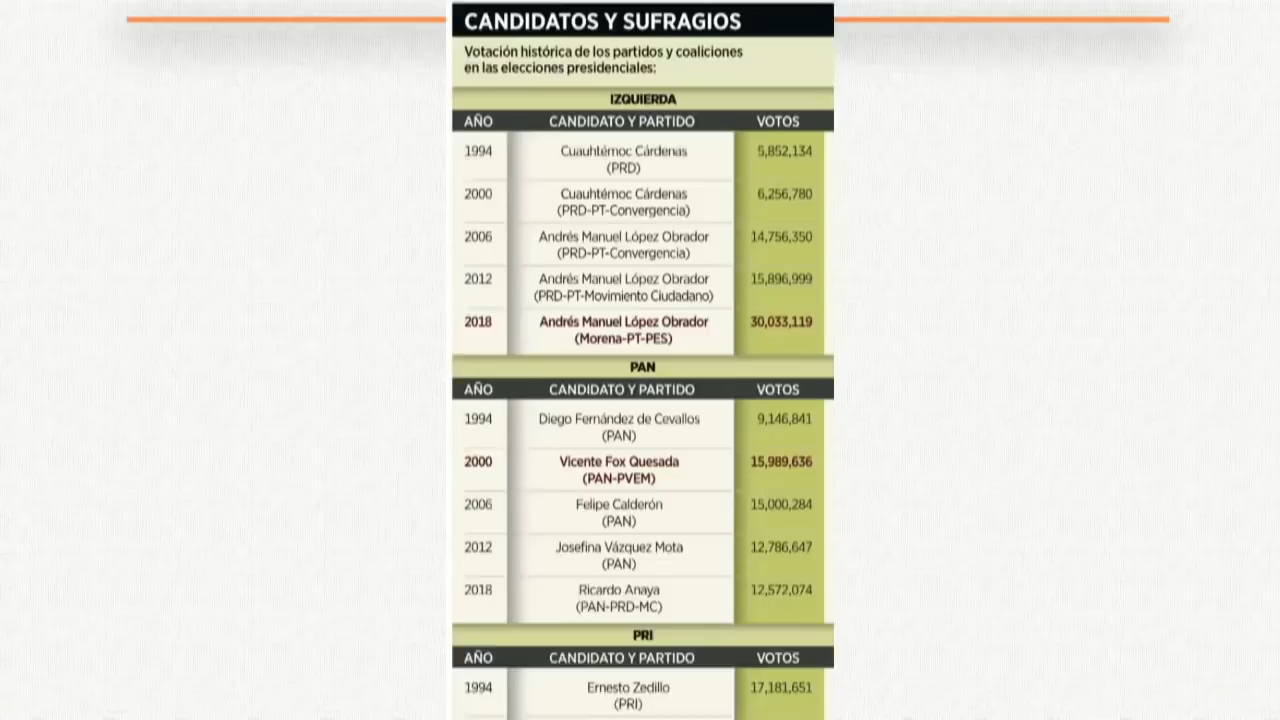 CANDIDATOS Y SUFRAGIOS
Votación histórica de los partidos y coaliciones
en las elecciones presidenciales:
IZQUIERDA
AÑO CANDIDATO Y PARTIDO VOTOS
1994 Cuauhtémoc Cárdenas 5,852,134
(PRD)
2000 Cuauhtémoc Cárdenas 6,256,780
(PRD-PT-Convergencia)
2006 Andrés Manuel López Obrador 14,756,350
(PRD-PT-Convergencia)
2012 Andrés Manuel López Obrador 15,896,999
(PRD-PT-Movimiento Ciudadano)
2018 Andrés Manuel López Obrador 30,033,119
(Morena-PT-PES)
PAN
AÑO CANDIDATO Y PARTIDO VOTOS
1994 Diego Fernández de Cevallos 9,146,841
(PAN)
2000 Vicente Fox Quesada 15,989,636
(PAN-PVEM)
2006 Felipe Calderón 15,000,284
(PAN)
2012 Josefina Vázquez Mota 12,786,647
(PAN)
2018 Ricardo Anaya 12,572,074
(PAN-PRD-MC)
PRI
AÑO CANDIDATO Y PARTIDO VOTOS
1994 Ernesto Zedillo 17,181,651
(PRI)